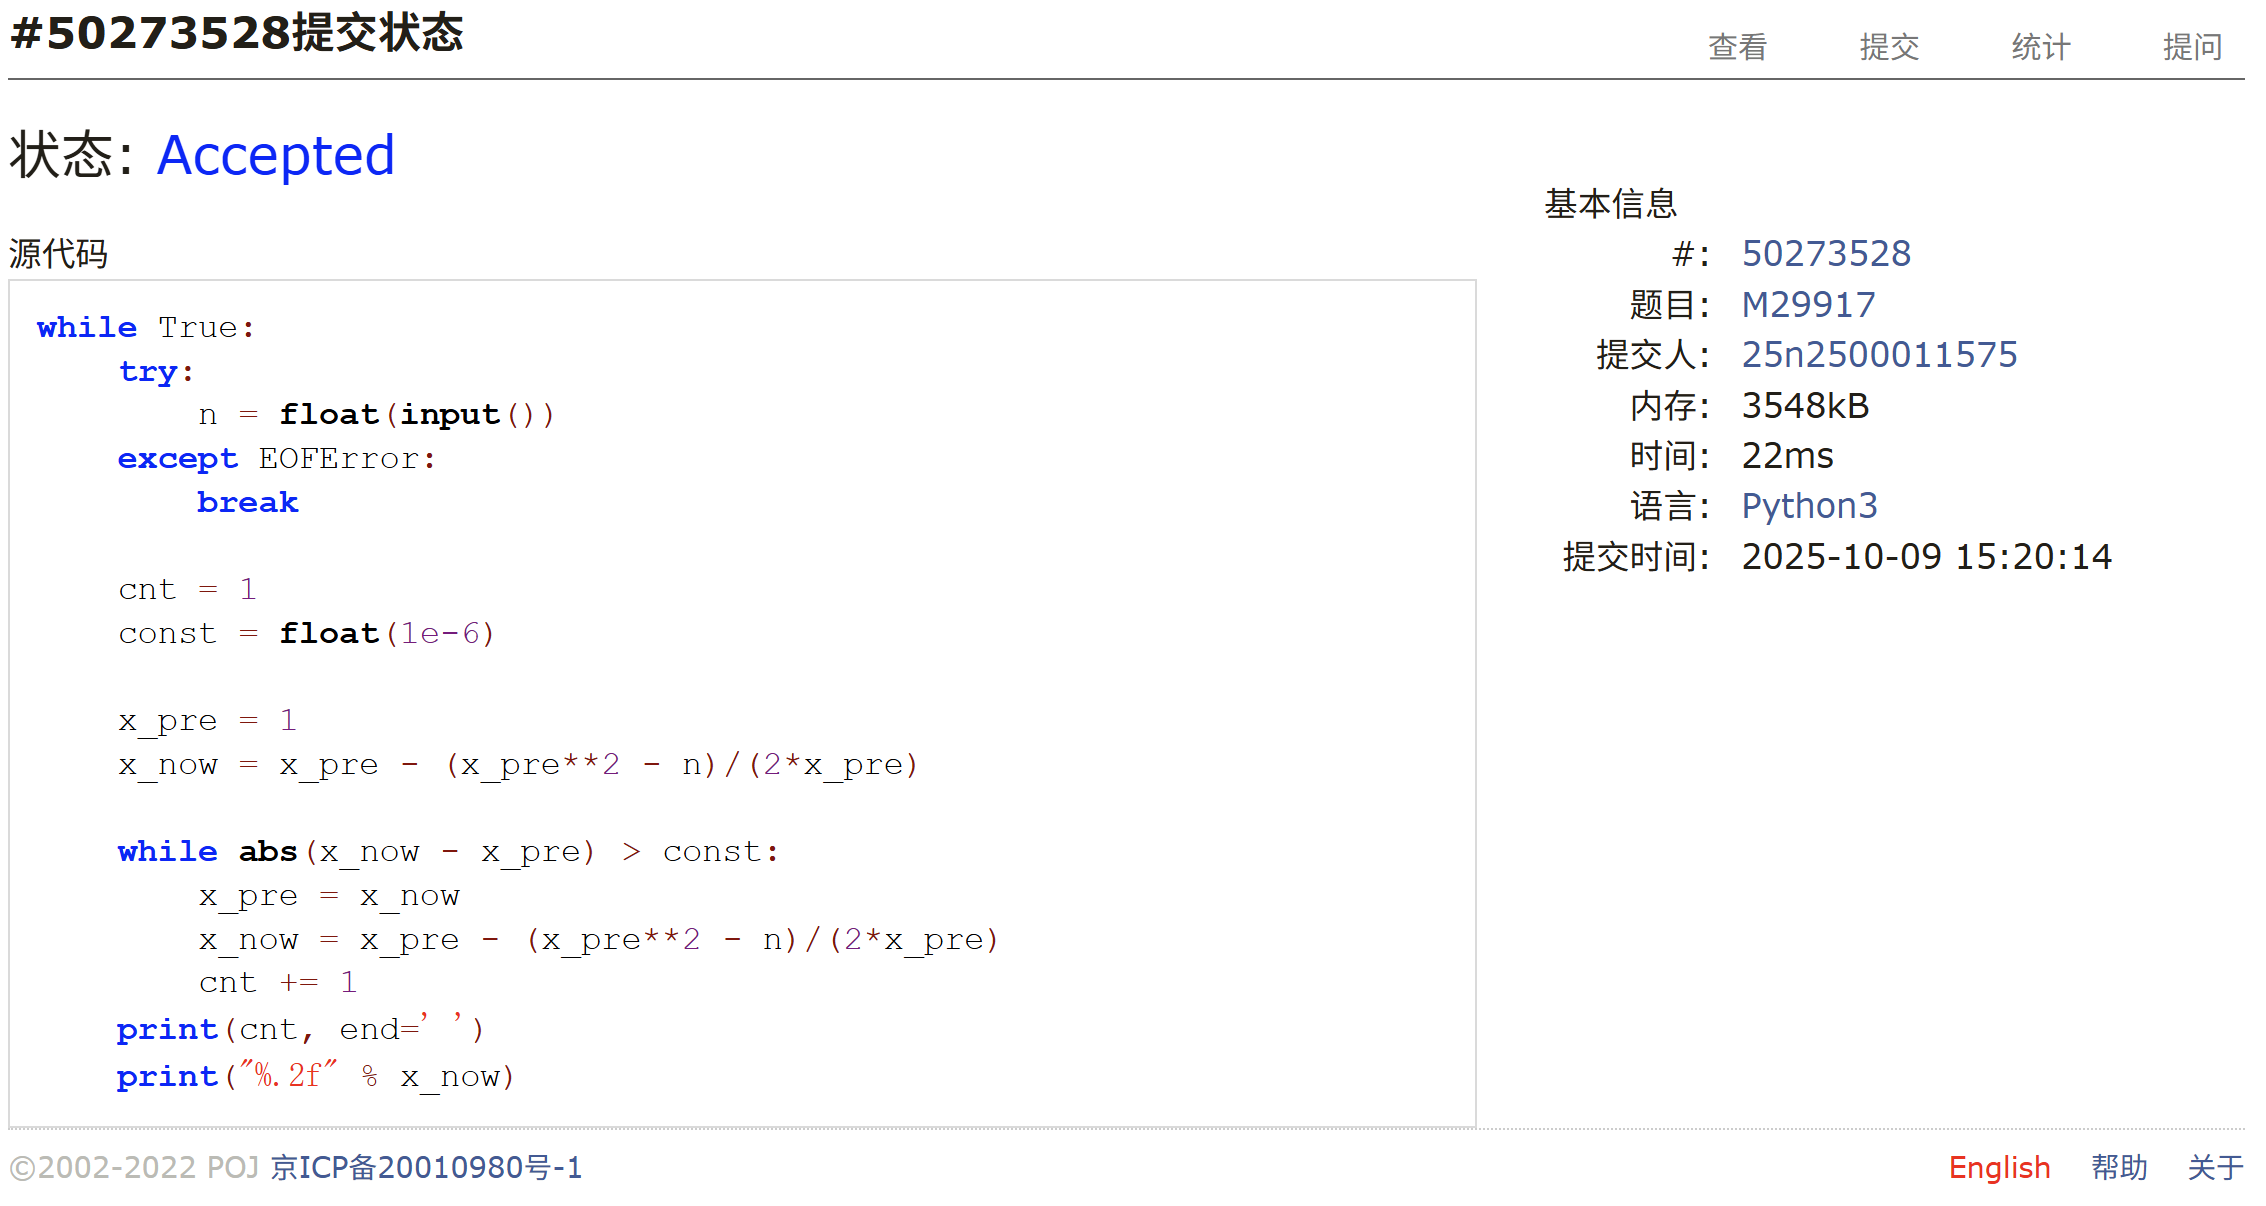 #50273528提交状态
查看 提交 统计 提问
状态: Accepted
源代码
while True:
    try:
        n = float(input())
    except EOFError:
        break

    cnt = 1
    const = float(1e-6)

    x_pre = 1
    x_now = x_pre - (x_pre**2 - n)/(2*x_pre)

    while abs(x_now - x_pre) > const:
        x_pre = x_now
        x_now = x_pre - (x_pre**2 - n)/(2*x_pre)
        cnt += 1
    print(cnt, end=' ')
    print("%.2f" % x_now)
基本信息
#: 50273528
题目: M29917
提交人: 25n2500011575
内存: 3548kB
时间: 22ms
语言: Python3
提交时间: 2025-10-09 15:20:14
©2002-2022 POJ 京ICP备20010980号-1
English 帮助 关于